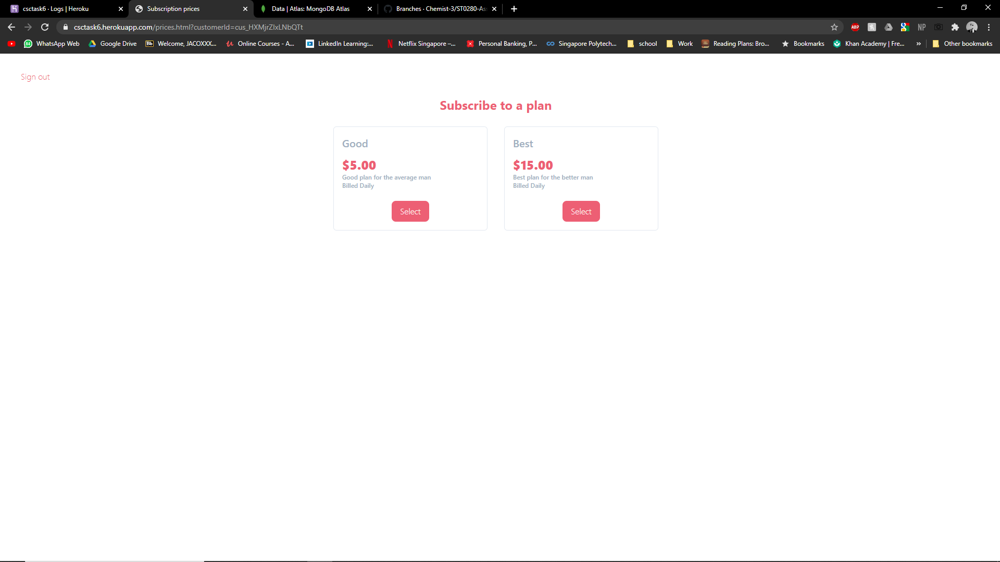 csctask6 · Logs | Heroku
Subscription prices
Data | Atlas: MongoDB Atlas
Branches · Chemist-3/ST0280-As
csctask6.herokuapp.com/prices.html?customerId=cus_HXMjrZIxLNbQTt
ABP
NP
84
WhatsApp Web
Google Drive
Bb
Welcome, JACOXXX...
Online Courses - A...
LinkedIn Learning:...
Netflix Singapore –...
Personal Banking, P...
Singapore Polytech...
school
Work
Reading Plans: Bro...
Bookmarks
Khan Academy | Fre...
»
Other bookmarks
Sign out
Subscribe to a plan
Good
$5.00
Good plan for the average man
Billed Daily
Select
Best
$15.00
Best plan for the better man
Billed Daily
Select